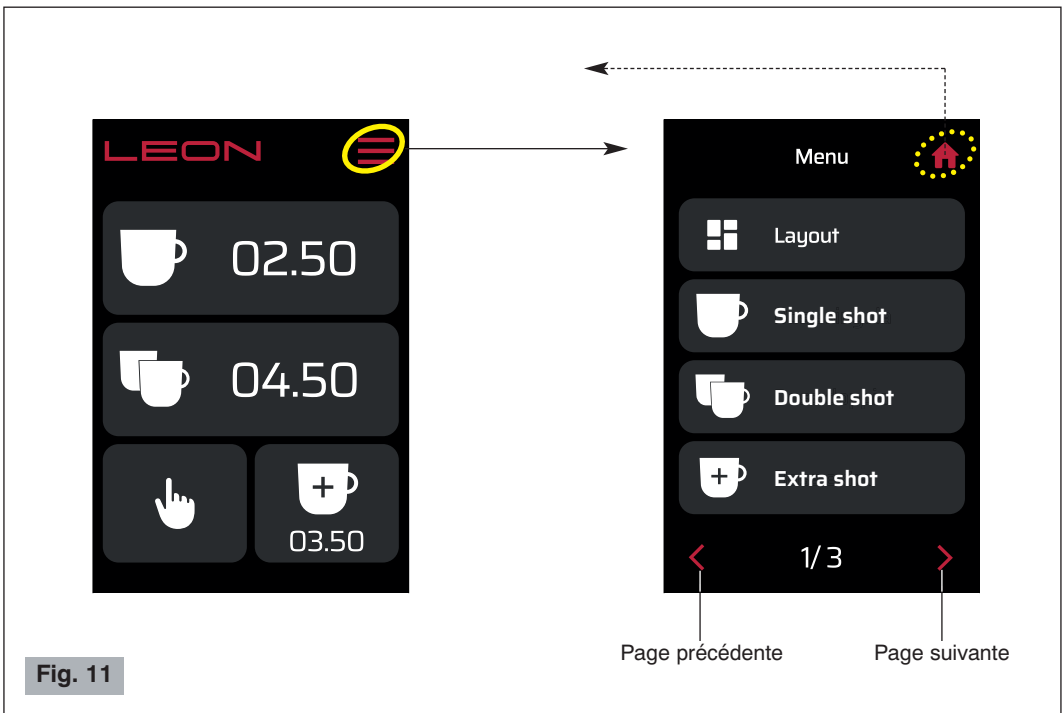 LEON
02.50
04.50
03.50
Menu
Layout
Single shot
Double shot
Extra shot
1/3
Page précédente
Page suivante
Fig. 11